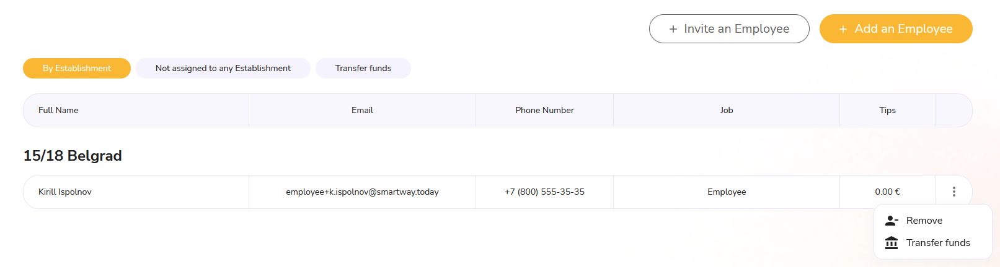 + Invite an Employee
+ Add an Employee
By Establishment
Not assigned to any Establishment
Transfer funds
Full Name
Email
Phone Number
Job
Tips
15/18 Belgrad
Kirill Ispolnov
employee+k.ispolnov@smartway.today
+7 (800) 555-35-35
Employee
0.00 €
Remove
Transfer funds